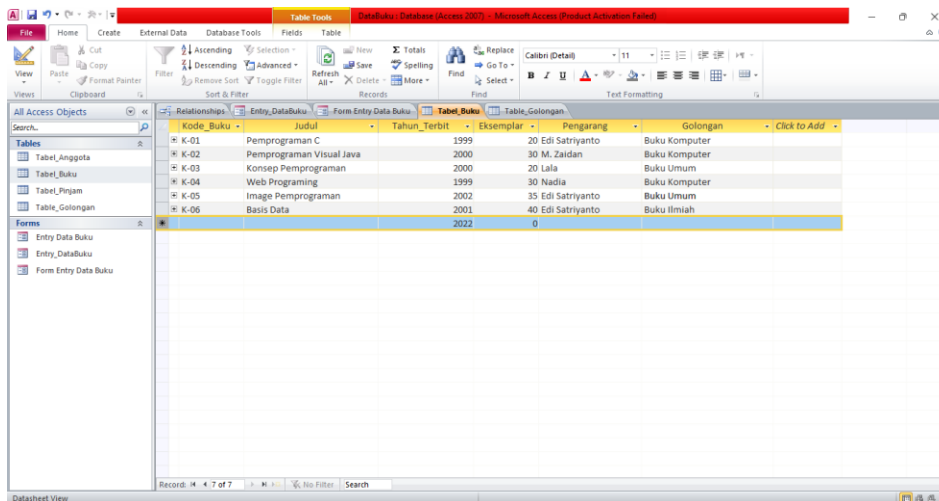 Table Tools DataBuku : Database (Access 2007) - Microsoft Access (Product Activation Failed)
File Home Create External Data Database Tools Fields Table
View Paste Cut Copy Format Painter
Filter Ascending Descending Remove Sort Selection Advanced Toggle Filter
Refresh All New Save Delete Totals Spelling More
Find Replace Go To Select
Calibri (Detail) 11
B I U A
Views Clipboard Sort & Filter Records Find Text Formatting
All Access Objects Relationships Entry_DataBuku Form Entry Data Buku Tabel_Buku Table_Golongan
Search... Kode_Buku Judul Tahun_Terbit Eksemplar Pengarang Golongan Click to Add
Tables
Tabel_Anggota
Tabel_Buku
Tabel_Pinjam
Table_Golongan
Forms
Entry Data Buku
Entry_DataBuku
Form Entry Data Buku
K-01 Pemprograman C 1999 20 Edi Satriyanto Buku Komputer
K-02 Pemprograman Visual Java 2000 30 M. Zaidan Buku Komputer
K-03 Konsep Pemprograman 2000 20 Lala Buku Umum
K-04 Web Programing 1999 30 Nadia Buku Komputer
K-05 Image Pemprograman 2002 35 Edi Satriyanto Buku Umum
K-06 Basis Data 2001 40 Edi Satriyanto Buku Ilmiah
2022 0
Record: 7 of 7 No Filter Search
Datasheet View